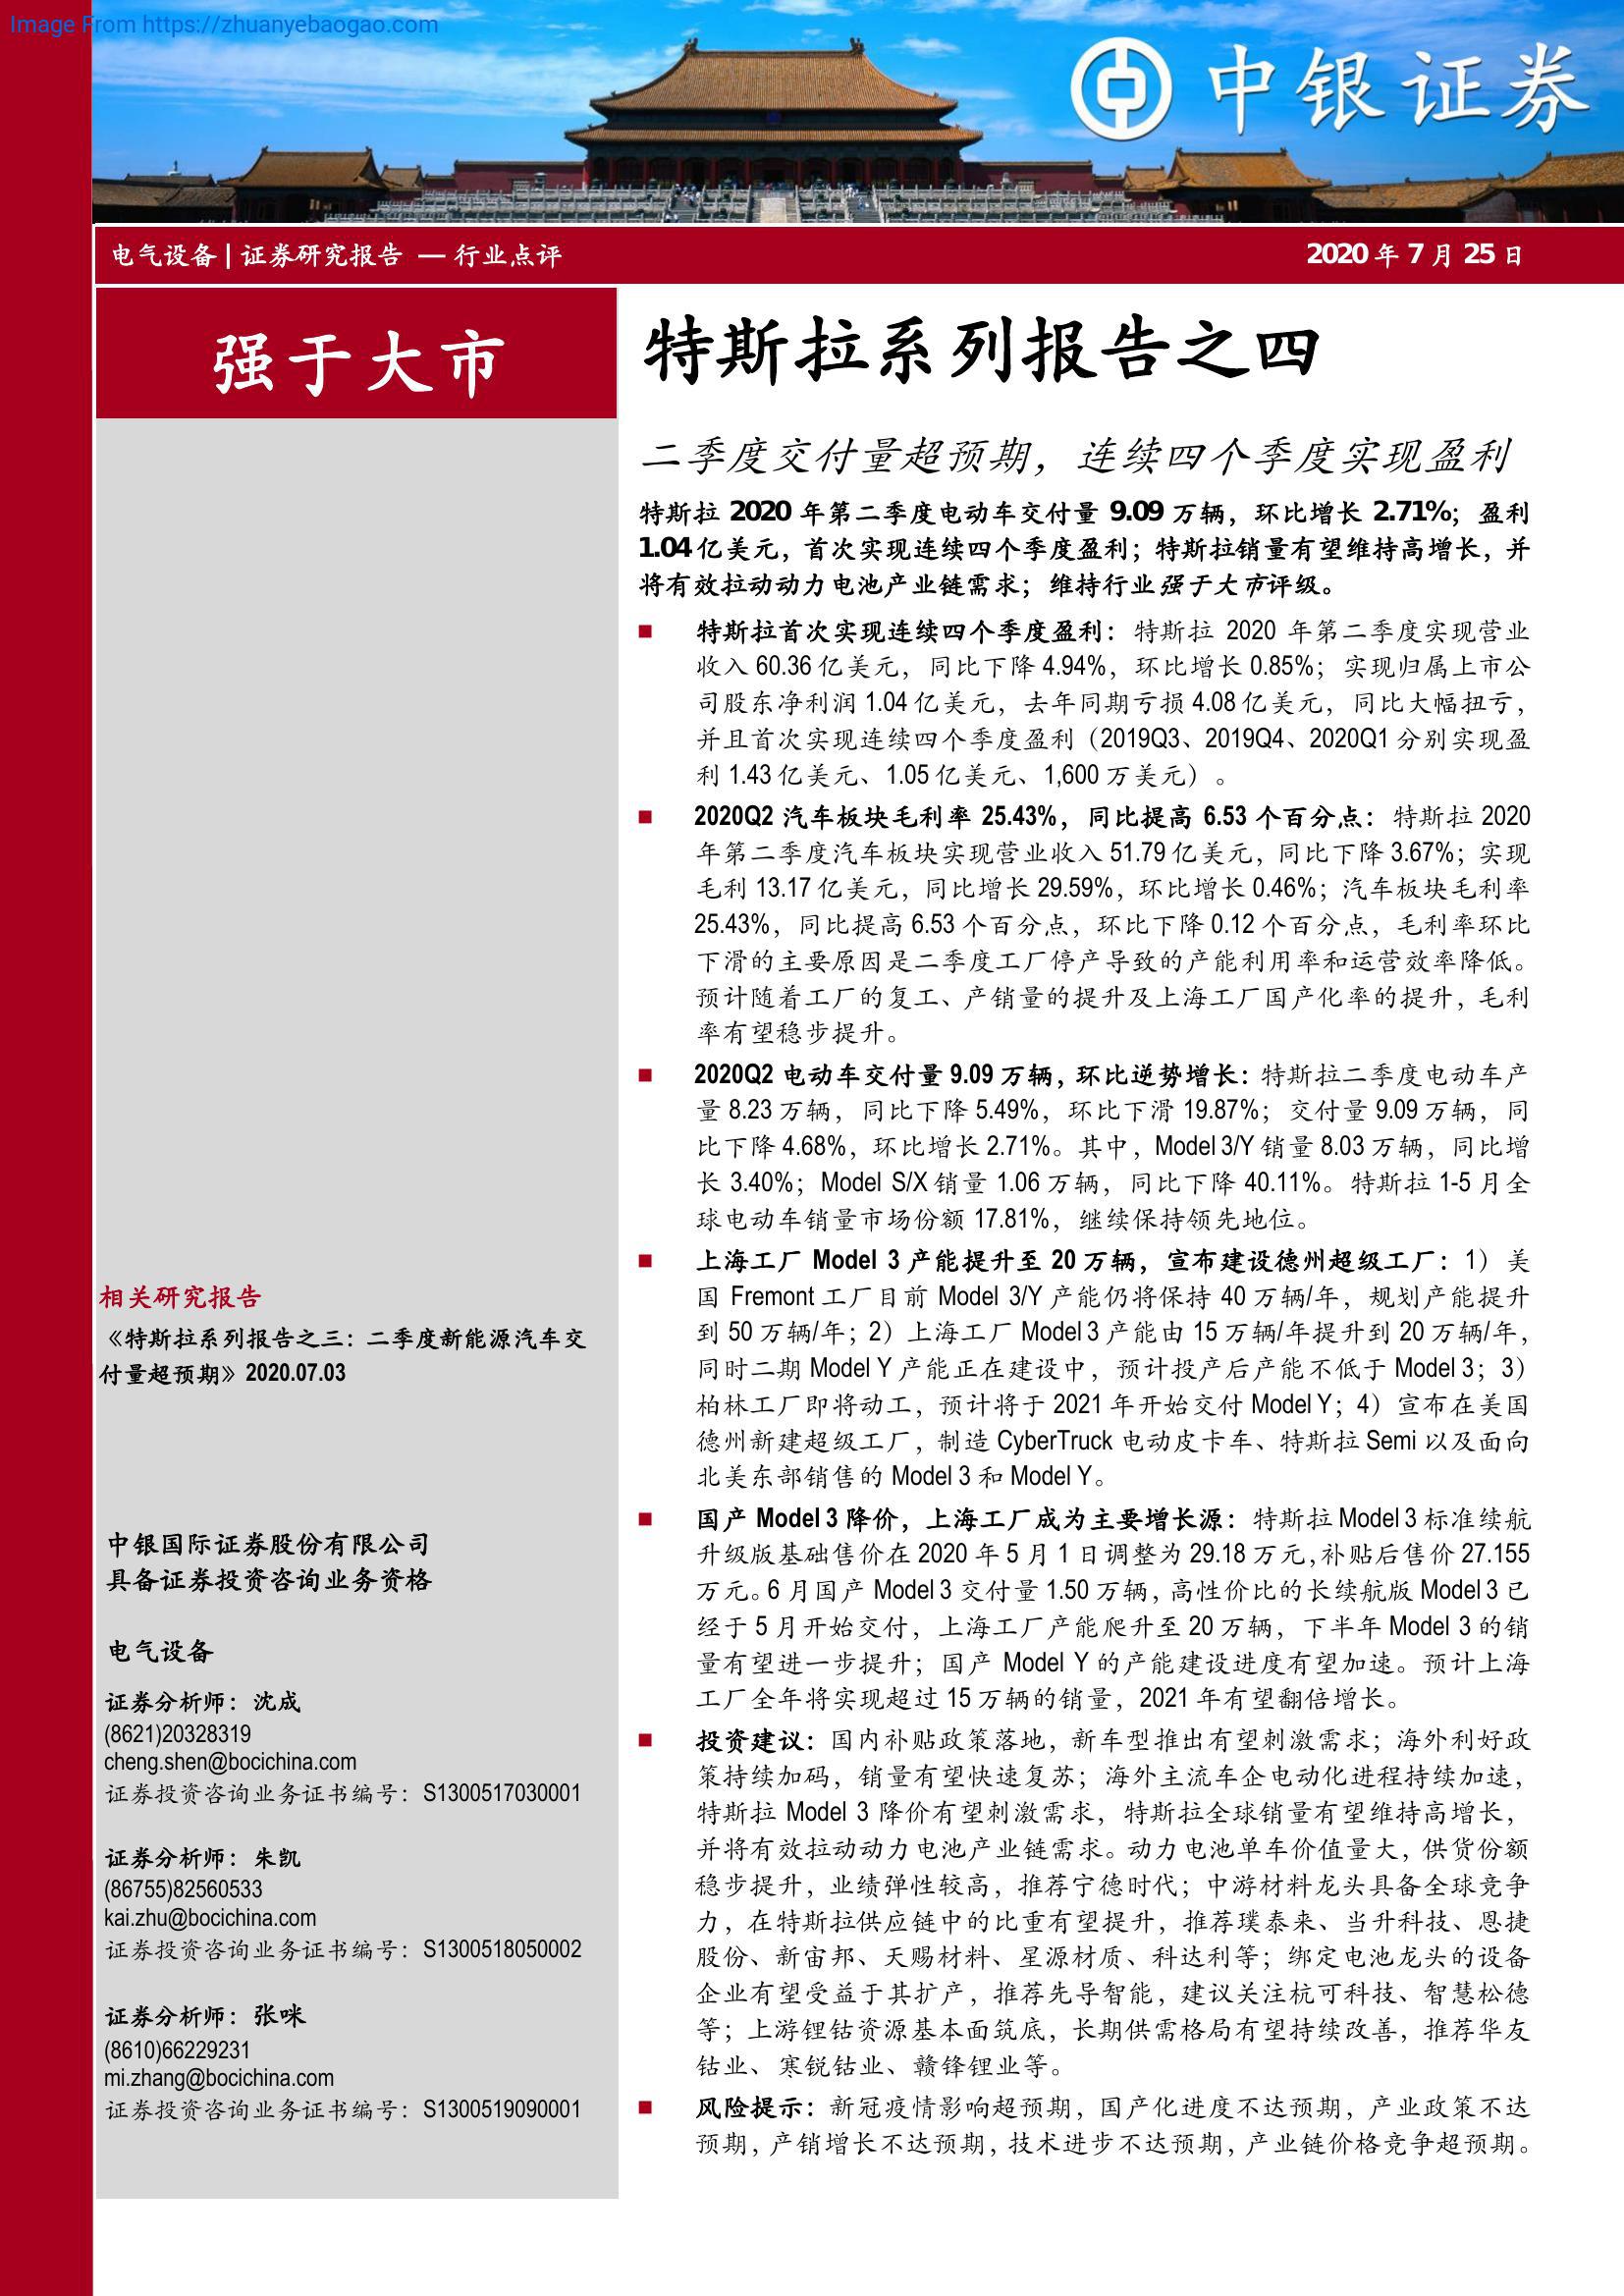 Image From https://zhuanyebaogao.com
中银证券
电气设备 | 证券研究报告 — 行业点评
2020 年 7 月 25 日
强于大市
特斯拉系列报告之四
二季度交付量超预期，连续四个季度实现盈利
特斯拉 2020 年第二季度电动车交付量 9.09 万辆，环比增长 2.71%；盈利
1.04 亿美元，首次实现连续四个季度盈利；特斯拉销量有望维持高增长，并
将有效拉动动力电池产业链需求；维持行业强于大市评级。
■ 特斯拉首次实现连续四个季度盈利：特斯拉 2020 年第二季度实现营业
收入 60.36 亿美元，同比下降 4.94%，环比增长 0.85%；实现归属上市公
司股东净利润 1.04 亿美元，去年同期亏损 4.08 亿美元，同比大幅扭亏，
并且首次实现连续四个季度盈利（2019Q3、2019Q4、2020Q1 分别实现盈
利 1.43 亿美元、1.05 亿美元、1,600 万美元）。
■ 2020Q2 汽车板块毛利率 25.43%，同比提高 6.53 个百分点：特斯拉 2020
年第二季度汽车板块实现营业收入 51.79 亿美元，同比下降 3.67%；实现
毛利 13.17 亿美元，同比增长 29.59%，环比增长 0.46%；汽车板块毛利率
25.43%，同比提高 6.53 个百分点，环比下降 0.12 个百分点，毛利率环比
下滑的主要原因是二季度工厂停产导致的产能利用率和运营效率降低。
预计随着工厂的复工、产销量的提升及上海工厂国产化率的提升，毛利
率有望稳步提升。
■ 2020Q2 电动车交付量 9.09 万辆，环比逆势增长：特斯拉二季度电动车产
量 8.23 万辆，同比下降 5.49%，环比下滑 19.87%；交付量 9.09 万辆，同
比下降 4.68%，环比增长 2.71%。其中，Model 3/Y 销量 8.03 万辆，同比增
长 3.40%；Model S/X 销量 1.06 万辆，同比下降 40.11%。特斯拉 1-5 月全
球电动车销量市场份额 17.81%，继续保持领先地位。
■ 上海工厂 Model 3 产能提升至 20 万辆，宣布建设德州超级工厂：1）美
国 Fremont 工厂目前 Model 3/Y 产能仍将保持 40 万辆/年，规划产能提升
到 50 万辆/年；2）上海工厂 Model 3 产能由 15 万辆/年提升到 20 万辆/年，
同时二期 Model Y 产能正在建设中，预计投产后产能不低于 Model 3；3）
柏林工厂即将动工，预计将于 2021 年开始交付 Model Y；4）宣布在美国
德州新建超级工厂，制造 CyberTruck 电动皮卡车、特斯拉 Semi 以及面向
北美东部销售的 Model 3 和 Model Y。
■ 国产 Model 3 降价，上海工厂成为主要增长源：特斯拉 Model 3 标准续航
升级版基础售价在 2020 年 5 月 1 日调整为 29.18 万元，补贴后售价 27.155
万元。6 月国产 Model 3 交付量 1.50 万辆，高性价比的长续航版 Model 3 已
经于 5 月开始交付，上海工厂产能爬升至 20 万辆，下半年 Model 3 的销
量有望进一步提升；国产 Model Y 的产能建设进度有望加速。预计上海
工厂全年将实现超过 15 万辆的销量，2021 年有望翻倍增长。
■ 投资建议：国内补贴政策落地，新车型推出有望刺激需求；海外利好政
策持续加码，销量有望快速复苏；海外主流车企电动化进程持续加速，
特斯拉 Model 3 降价有望刺激需求，特斯拉全球销量有望维持高增长，
并将有效拉动动力电池产业链需求。动力电池单车价值量大，供货份额
稳步提升，业绩弹性较高，推荐宁德时代；中游材料龙头具备全球竞争
力，在特斯拉供应链中的比重有望提升，推荐璞泰来、当升科技、恩捷
股份、新宙邦、天赐材料、星源材质、科达利等；绑定电池龙头的设备
企业有望受益于其扩产，推荐先导智能，建议关注杭可科技、智慧松德
等；上游锂钴资源基本面筑底，长期供需格局有望持续改善，推荐华友
钴业、寒锐钴业、赣锋锂业等。
■ 风险提示：新冠疫情影响超预期，国产化进度不达预期，产业政策不达
预期，产销增长不达预期，技术进步不达预期，产业链价格竞争超预期。
相关研究报告
《特斯拉系列报告之三：二季度新能源汽车交
付量超预期》2020.07.03
中银国际证券股份有限公司
具备证券投资咨询业务资格
电气设备
证券分析师：沈成
(8621)20328319
cheng.shen@bocichina.com
证券投资咨询业务证书编号：S1300517030001
证券分析师：朱凯
(86755)82560533
kai.zhu@bocichina.com
证券投资咨询业务证书编号：S1300518050002
证券分析师：张咪
(8610)66229231
mi.zhang@bocichina.com
证券投资咨询业务证书编号：S1300519090001